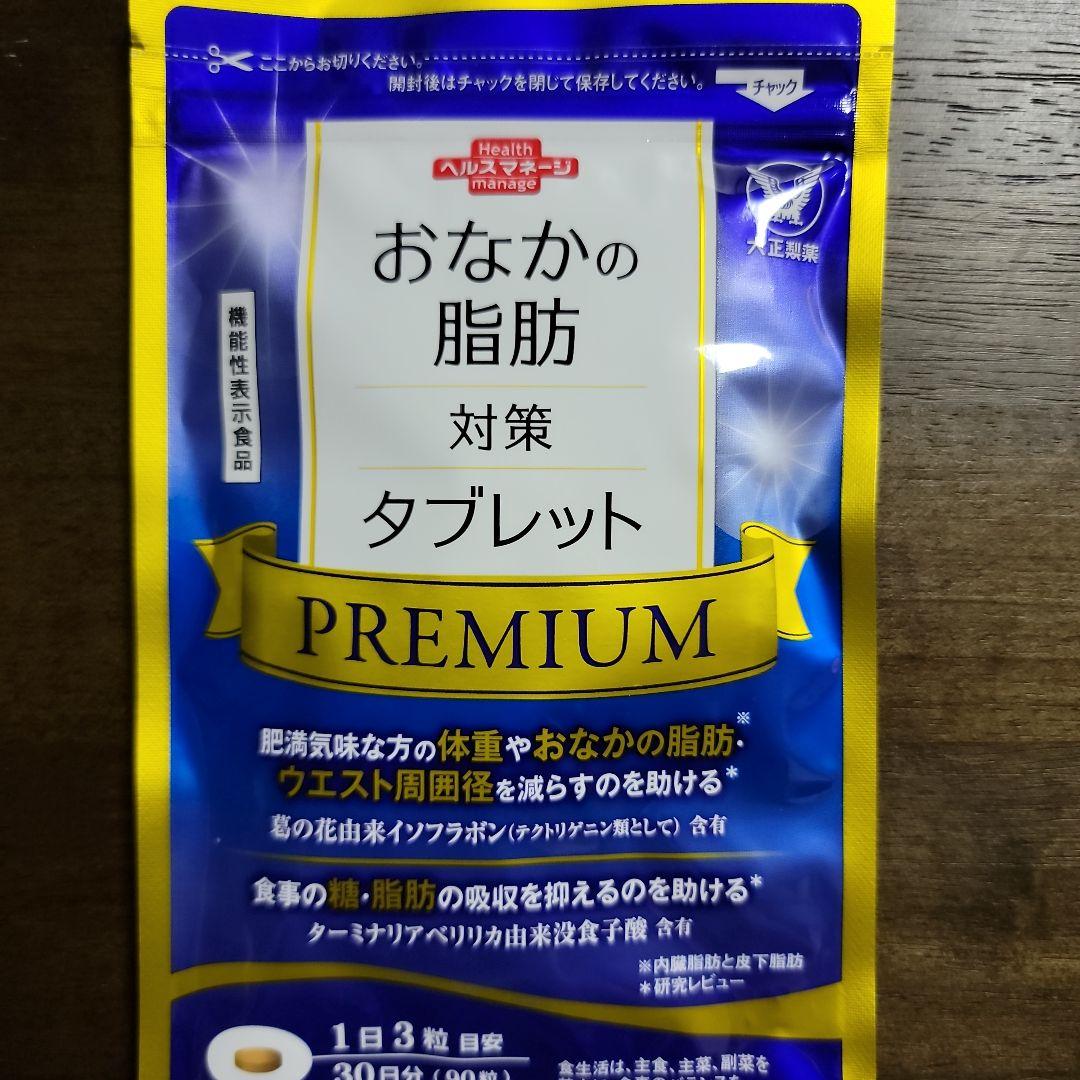 ここからお切りください。
開封後はチャックを閉じて保存してください。
チャック
Health
ヘルスマネージ
manage
大正製薬
おなかの
脂肪
対策
タブレット
機能性表示食品
PREMIUM
肥満気味な方の体重やおなかの脂肪※・
ウエスト周囲径を減らすのを助ける*
葛の花由来イソフラボン(テクトリゲニン類として) 含有
食事の糖・脂肪の吸収を抑えるのを助ける*
ターミナリアベリリカ由来没食子酸 含有
※内臓脂肪と皮下脂肪
*研究レビュー
1日3粒 目安
30日分(90粒)
食生活は、主食、主菜、副菜を